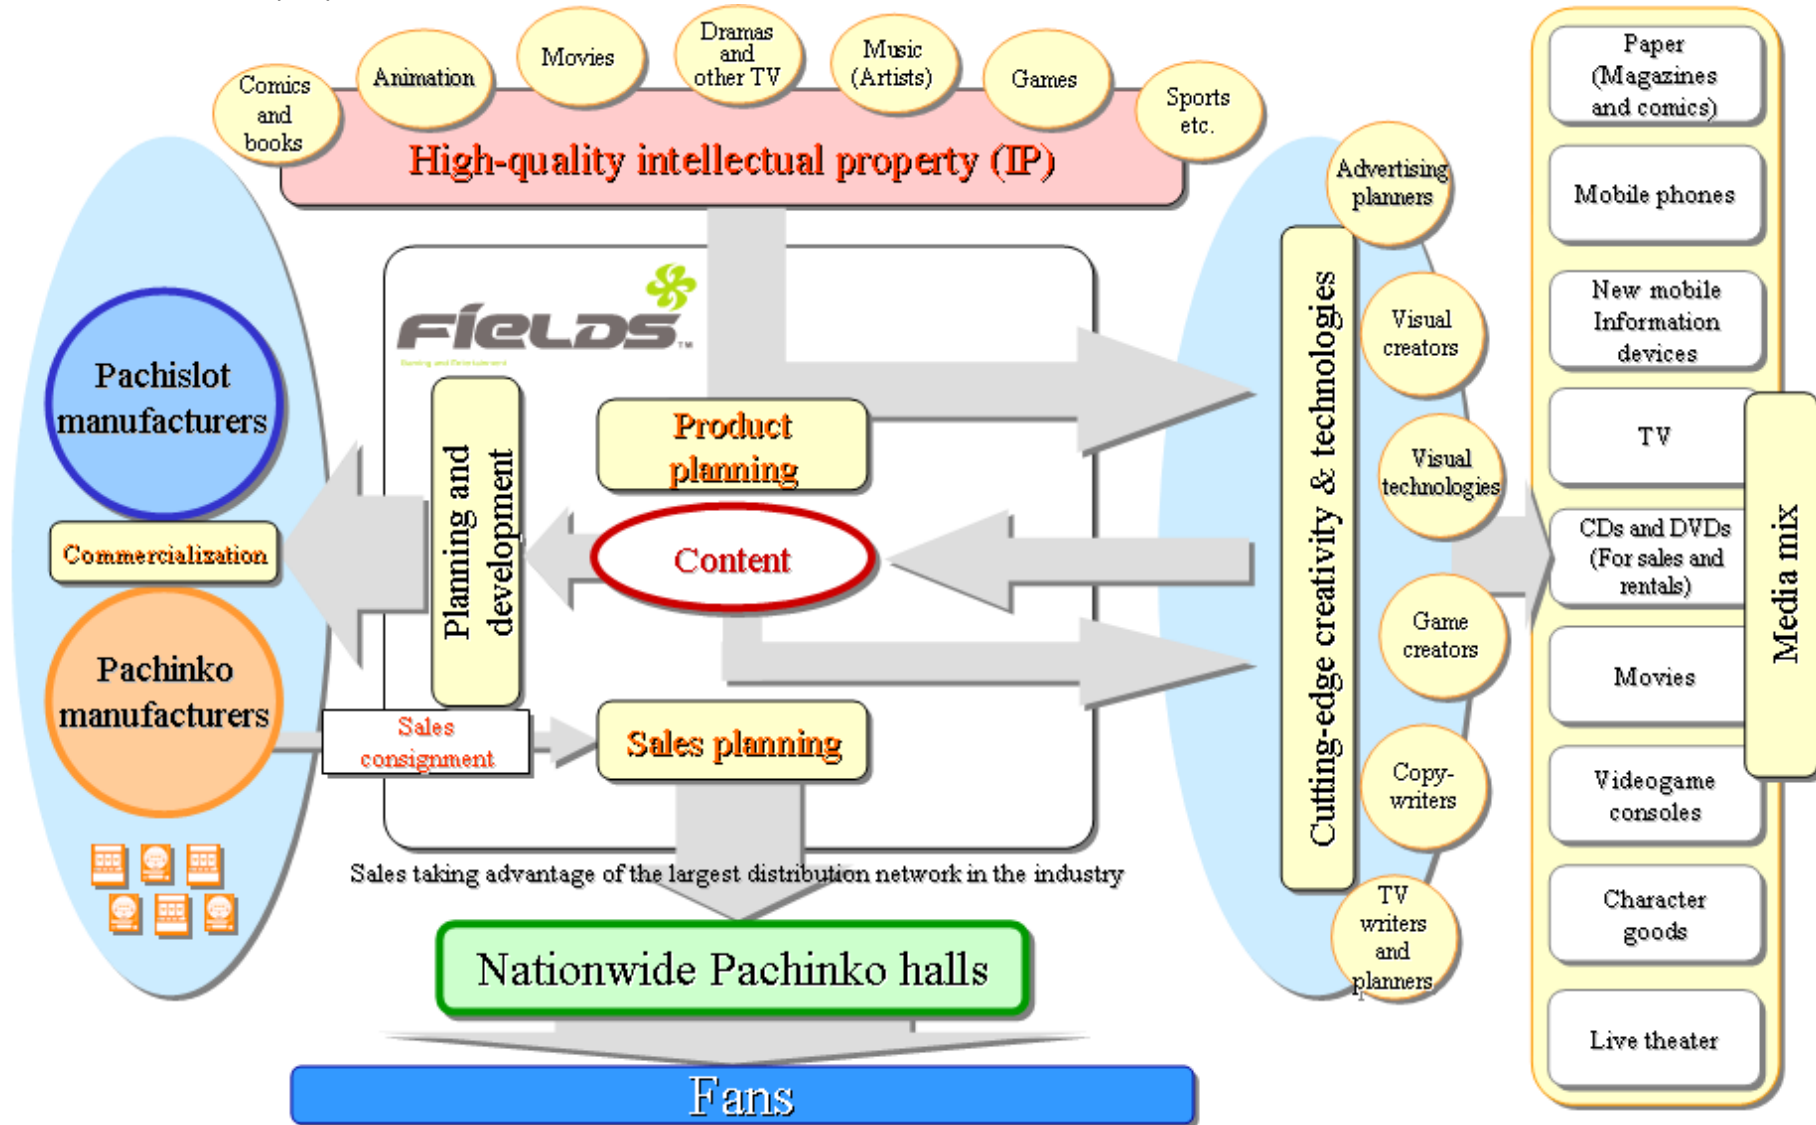 Comics
and
books
Animation
Movies
Dramas
and
other TV
Music
(Artists)
Games
Sports
etc.
High-quality intellectual property (IP)
FIELDS
TM
Pachislot
manufacturers
Commercialization
Pachinko
manufacturers
Planning and
development
Product
planning
Content
Sales
consignment
Sales planning
Sales taking advantage of the largest distribution network in the industry
Nationwide Pachinko halls
Fans
Cutting-edge creativity & technologies
Advertising
planners
Visual
creators
Visual
technologies
Game
creators
Copy-
writers
TV
writers
and
planners
Paper
(Magazines
and comics)
Mobile phones
New mobile
Information
devices
TV
CDs and DVDs
(For sales and
rentals)
Movies
Videogame
consoles
Character
goods
Live theater
Media mix